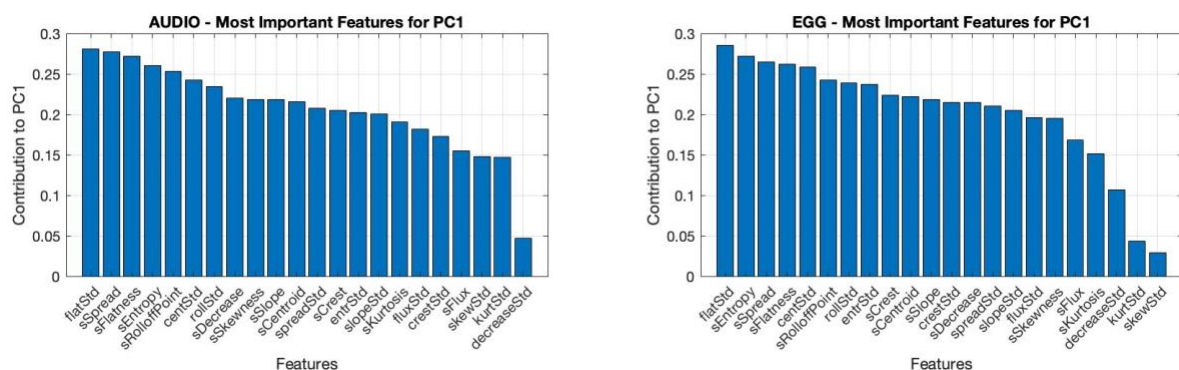 AUDIO - Most Important Features for PC1
Contribution to PC1
0.3
0.25
0.2
0.15
0.1
0.05
0
flatStd
sSpread
sFlatness
sEntropy
sRolloffPoint
centStd
rollStd
sDecrease
sSkewness
sSlope
sCentroid
spreadStd
sCrest
entrStd
slopeStd
sKurtosis
fluxStd
crestStd
sFlux
skewStd
kurtStd
decreaseStd
Features
EGG - Most Important Features for PC1
Contribution to PC1
0.3
0.25
0.2
0.15
0.1
0.05
0
flatStd
sEntropy
sSpread
sFlatness
centStd
sRolloffPoint
rollStd
entrStd
sCrest
sCentroid
sSlope
crestStd
sDecrease
spreadStd
slopeStd
fluxStd
sSkewness
sFlux
sKurtosis
decreaseStd
kurtStd
skewStd
Features